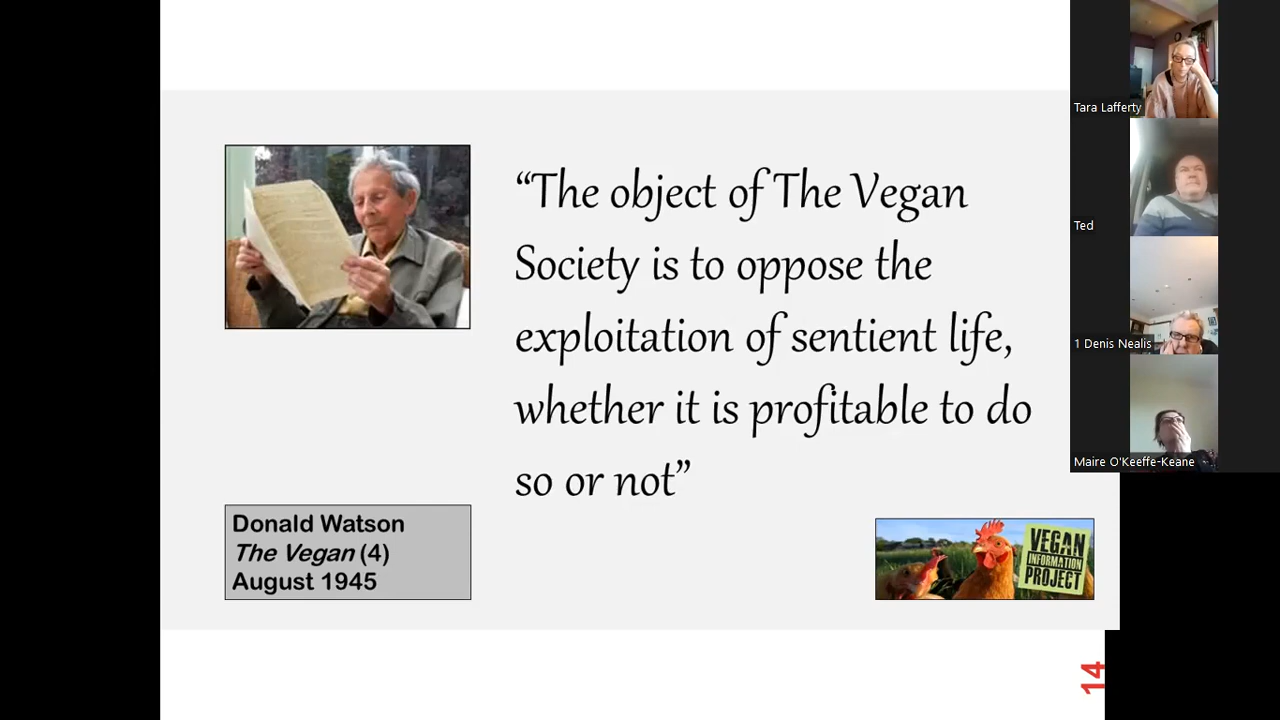 “The object of The Vegan
Society is to oppose the
exploitation of sentient life,
whether it is profitable to do
so or not”
Donald Watson
The Vegan (4)
August 1945
VEGAN
INFORMATION
PROJECT
14
Tara Lafferty
Ted
1 Denis Nealis
Maire O'Keeffe-Keane